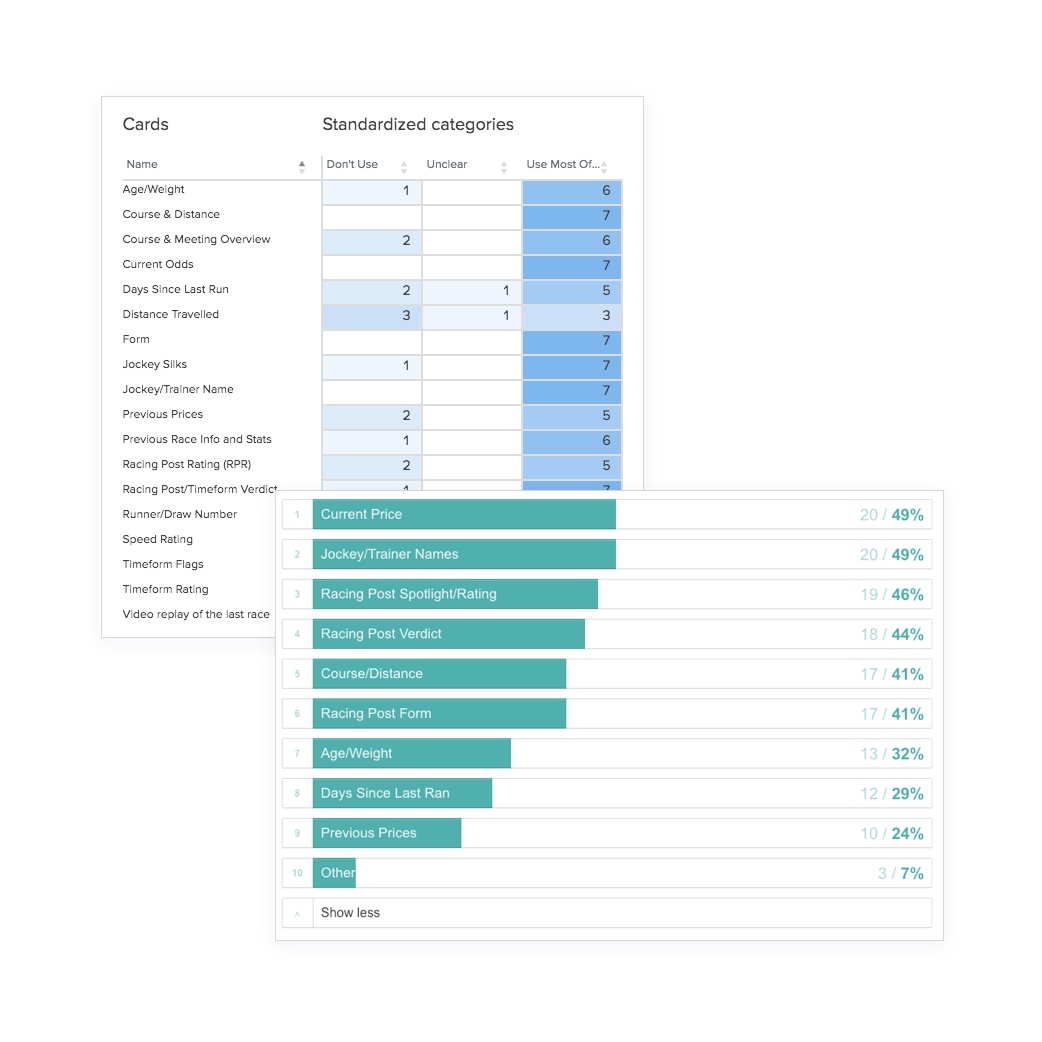 Cards Standardized categories
Name Don't Use Unclear Use Most Of...
Age/Weight 1 6
Course & Distance 7
Course & Meeting Overview 2 6
Current Odds 7
Days Since Last Run 2 1 5
Distance Travelled 3 1 3
Form 7
Jockey Silks 1 7
Jockey/Trainer Name 7
Previous Prices 2 5
Previous Race Info and Stats 1 6
Racing Post Rating (RPR) 2 5
Racing Post/Timeform Verdict 1 7
Runner/Draw Number
Speed Rating
Timeform Flags
Timeform Rating
Video replay of the last race
1 Current Price 20 / 49%
2 Jockey/Trainer Names 20 / 49%
3 Racing Post Spotlight/Rating 19 / 46%
4 Racing Post Verdict 18 / 44%
5 Course/Distance 17 / 41%
6 Racing Post Form 17 / 41%
7 Age/Weight 13 / 32%
8 Days Since Last Ran 12 / 29%
9 Previous Prices 10 / 24%
10 Other 3 / 7%
^ Show less